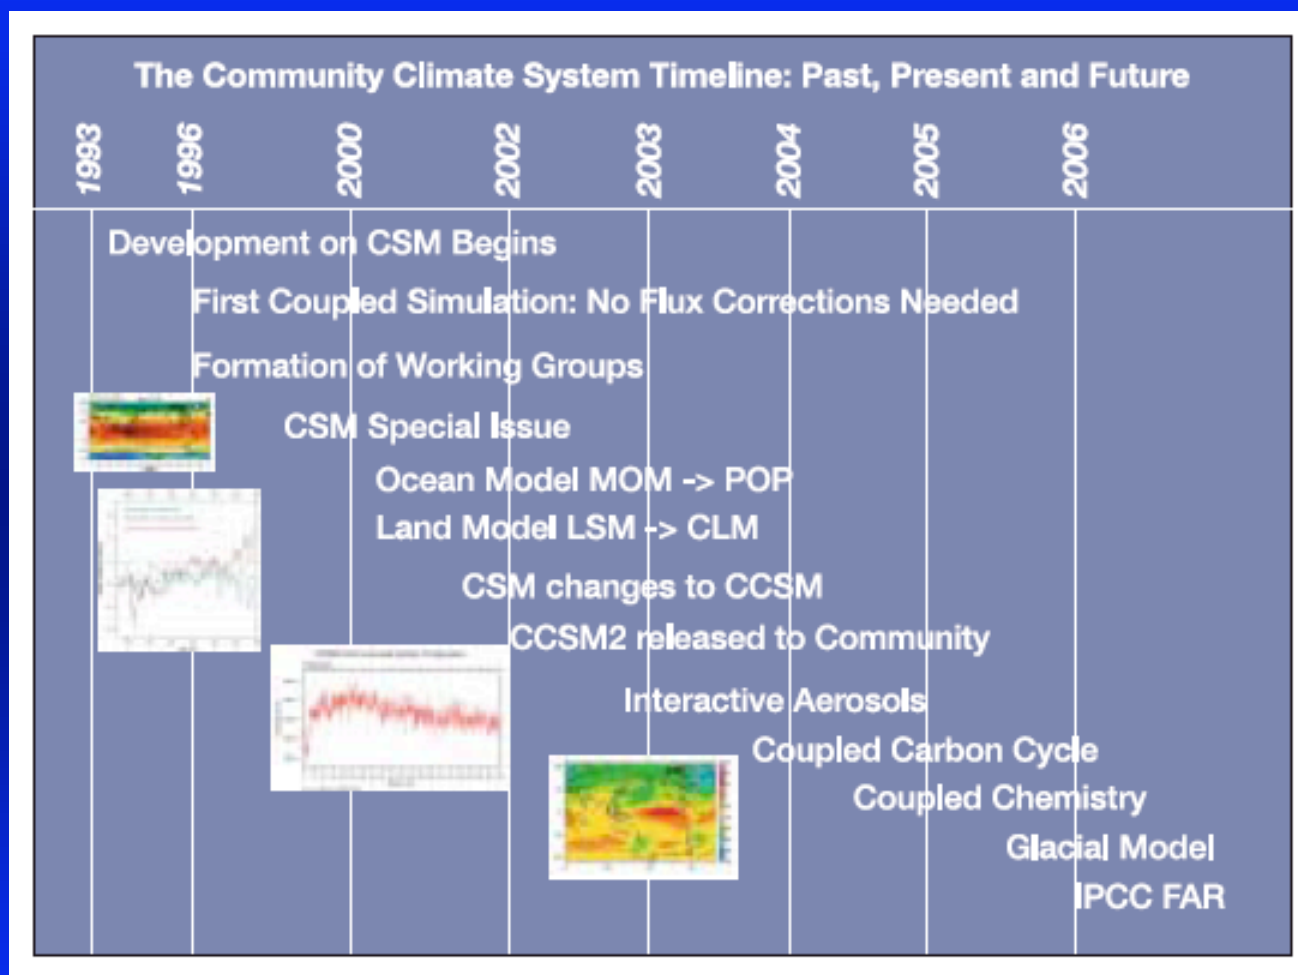 The Community Climate System Timeline: Past, Present and Future
1993
1996
2000
2002
2003
2004
2005
2006
Development on CSM Begins
First Coupled Simulation: No Flux Corrections Needed
Formation of Working Groups
CSM Special Issue
Ocean Model MOM -> POP
Land Model LSM -> CLM
CSM changes to CCSM
CCSM2 released to Community
Interactive Aerosols
Coupled Carbon Cycle
Coupled Chemistry
Glacial Model
IPCC FAR